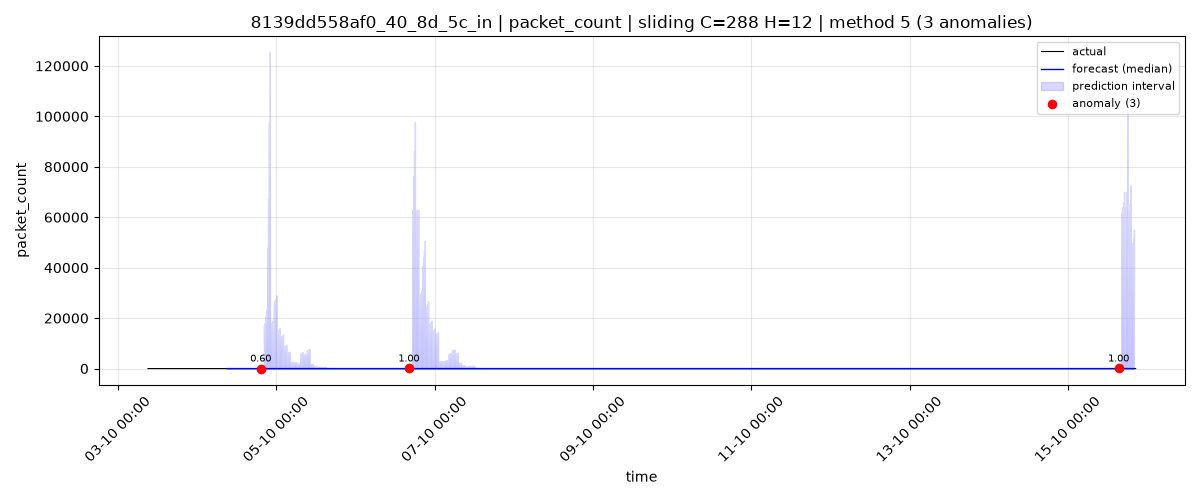 8139dd558af0_40_8d_5c_in | packet_count | sliding C=288 H=12 | method 5 (3 anomalies)
actual
forecast (median)
prediction interval
anomaly (3)
packet_count
120000
100000
80000
60000
40000
20000
0
0.60
1.00
1.00
03-10 00:00
05-10 00:00
07-10 00:00
09-10 00:00
11-10 00:00
13-10 00:00
15-10 00:00
time